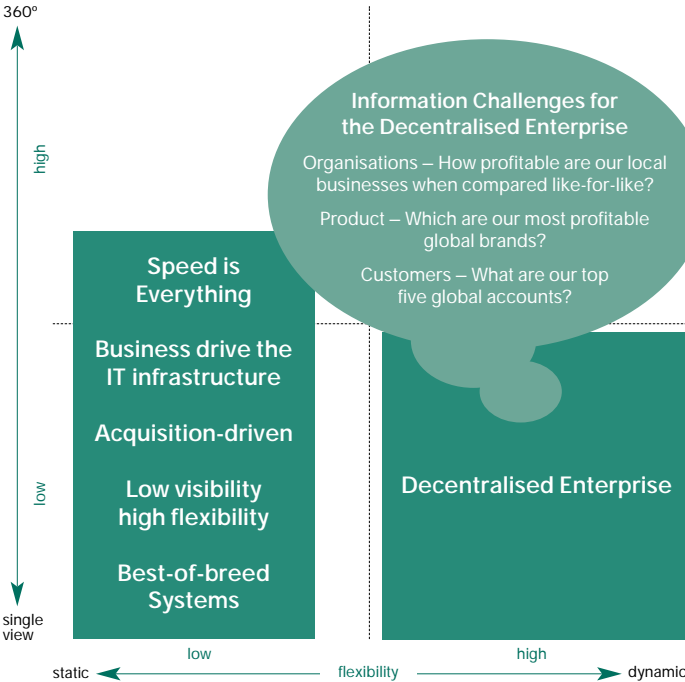 360º
high
low
single
view
Information Challenges for
the Decentralised Enterprise
Organisations – How profitable are our local
businesses when compared like-for-like?
Product – Which are our most profitable
global brands?
Customers – What are our top
five global accounts?
Speed is
Everything
Business drive the
IT infrastructure
Acquisition-driven
Low visibility
high flexibility
Best-of-breed
Systems
Decentralised Enterprise
low
high
static
flexibility
dynamic